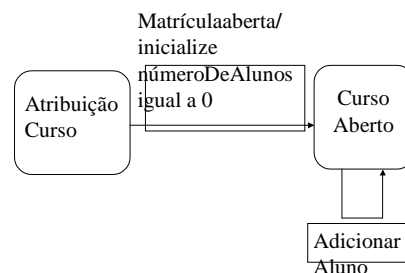 Matrículaaberta/
inicialize
númeroDeAlunos
igual a 0
Atribuição
Curso
Curso
Aberto
Adicionar
Aluno